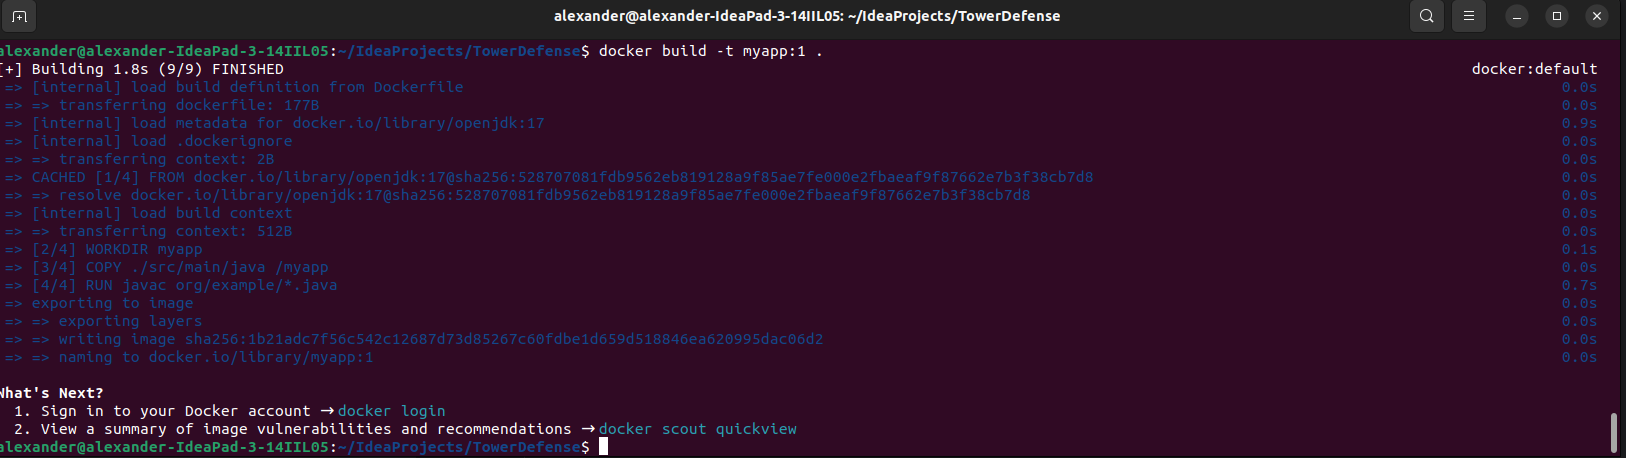 alexander@alexander-IdeaPad-3-14IIL05: ~/IdeaProjects/TowerDefense
alexander@alexander-IdeaPad-3-14IIL05:~/IdeaProjects/TowerDefense$ docker build -t myapp:1 .
[+] Building 1.8s (9/9) FINISHED docker:default
=> [internal] load build definition from Dockerfile 0.0s
=> => transferring dockerfile: 177B 0.0s
=> [internal] load metadata for docker.io/library/openjdk:17 0.9s
=> [internal] load .dockerignore 0.0s
=> => transferring context: 2B 0.0s
=> CACHED [1/4] FROM docker.io/library/openjdk:17@sha256:528707081fdb9562eb819128a9f85ae7fe000e2fbaeaf9f87662e7b3f38cb7d8 0.0s
=> => resolve docker.io/library/openjdk:17@sha256:528707081fdb9562eb819128a9f85ae7fe000e2fbaeaf9f87662e7b3f38cb7d8 0.0s
=> [internal] load build context 0.0s
=> => transferring context: 512B 0.0s
=> [2/4] WORKDIR myapp 0.1s
=> [3/4] COPY ./src/main/java /myapp 0.0s
=> [4/4] RUN javac org/example/*.java 0.7s
=> exporting to image 0.0s
=> => exporting layers 0.0s
=> => writing image sha256:1b21adc7f56c542c12687d73d85267c60fdbe1d659d518846ea620995dac06d2 0.0s
=> => naming to docker.io/library/myapp:1 0.0s
What's Next?
1. Sign in to your Docker account → docker login
2. View a summary of image vulnerabilities and recommendations → docker scout quickview
alexander@alexander-IdeaPad-3-14IIL05:~/IdeaProjects/TowerDefense$